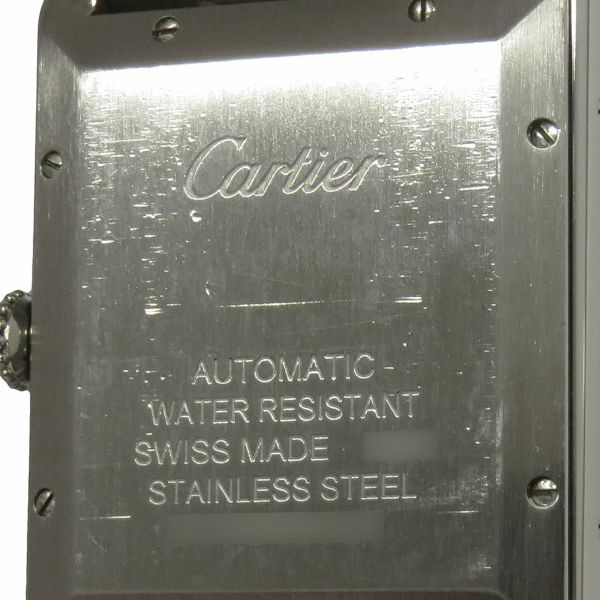 Cartier
AUTOMATIC
WATER RESISTANT
SWISS MADE
STAINLESS STEEL